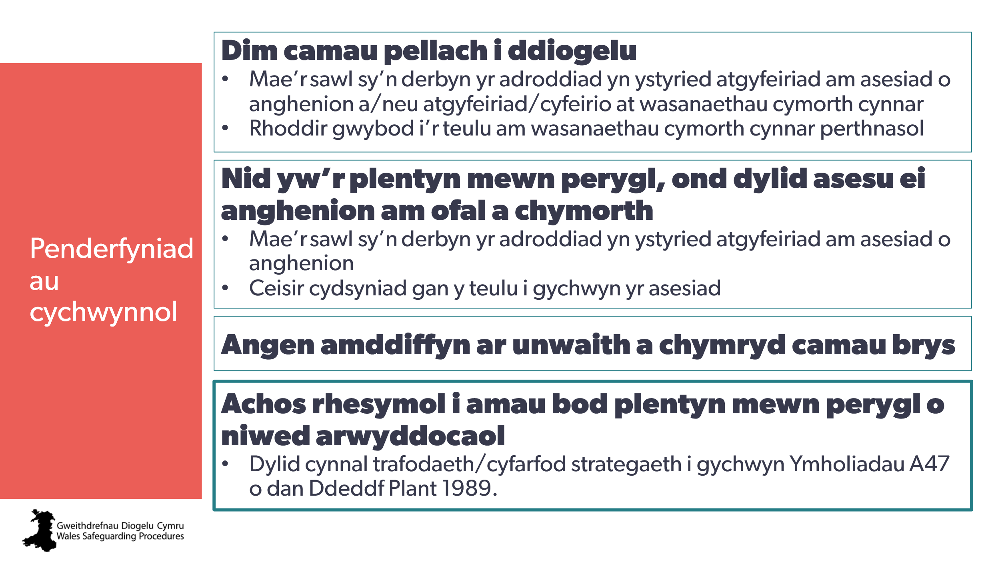 Penderfyniad
au
cychwynnol
Dim camau pellach i ddiogelu
• Mae'r sawl sy'n derbyn yr adroddiad yn ystyried atgyfeiriad am asesiad o
anghenion a/neu atgyfeiriad/cyfeirio at wasanaethau cymorth cynnar
• Rhoddir gwybod i'r teulu am wasanaethau cymorth cynnar perthnasol
Nid yw'r plentyn mewn perygl, ond dylid asesu ei
anghenion am ofal a chymorth
• Mae'r sawl sy'n derbyn yr adroddiad yn ystyried atgyfeiriad am asesiad o
anghenion
• Ceisir cydsyniad gan y teulu i gychwyn yr asesiad
Angen amddiffyn ar unwaith a chymryd camau brys
Achos rhesymol i amau bod plentyn mewn perygl o
niwed arwyddocaol
• Dylid cynnal trafodaeth/cyfarfod strategaeth i gychwyn Ymholiadau A47
o dan Ddeddf Plant 1989.
Gweithdrefnau Diogelu Cymru
Wales Safeguarding Procedures